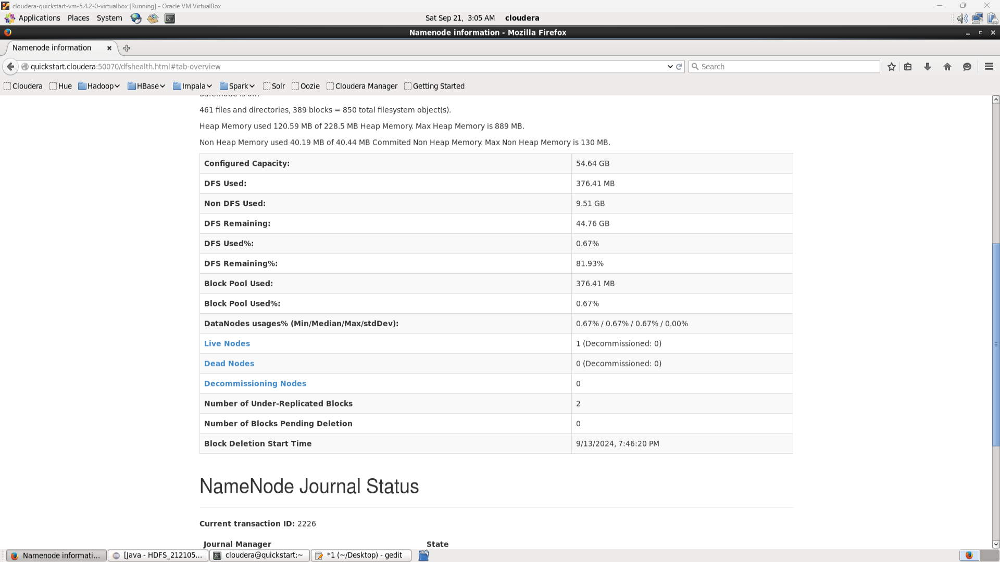 cloudera-quickstart-vm-5.4.2-0-virtualbox [Running] - Oracle VM VirtualBox
Applications Places System Sat Sep 21, 3:05 AM cloudera
Namenode information - Mozilla Firefox
Namenode information
quickstart.cloudera:50070/dfshealth.html#tab-overview Search
Cloudera Hue Hadoop HBase Impala Spark Solr Oozie Cloudera Manager Getting Started
461 files and directories, 389 blocks = 850 total filesystem object(s).
Heap Memory used 120.59 MB of 228.5 MB Heap Memory. Max Heap Memory is 889 MB.
Non Heap Memory used 40.19 MB of 40.44 MB Commited Non Heap Memory. Max Non Heap Memory is 130 MB.
Configured Capacity: 54.64 GB
DFS Used: 376.41 MB
Non DFS Used: 9.51 GB
DFS Remaining: 44.76 GB
DFS Used%: 0.67%
DFS Remaining%: 81.93%
Block Pool Used: 376.41 MB
Block Pool Used%: 0.67%
DataNodes usages% (Min/Median/Max/stdDev): 0.67% / 0.67% / 0.67% / 0.00%
Live Nodes 1 (Decommissioned: 0)
Dead Nodes 0 (Decommissioned: 0)
Decommissioning Nodes 0
Number of Under-Replicated Blocks 2
Number of Blocks Pending Deletion 0
Block Deletion Start Time 9/13/2024, 7:46:20 PM
NameNode Journal Status
Current transaction ID: 2226
Journal Manager State
Namenode informati... [Java - HDFS_212105... cloudera@quickstart:~ *1 (~/Desktop) - gedit